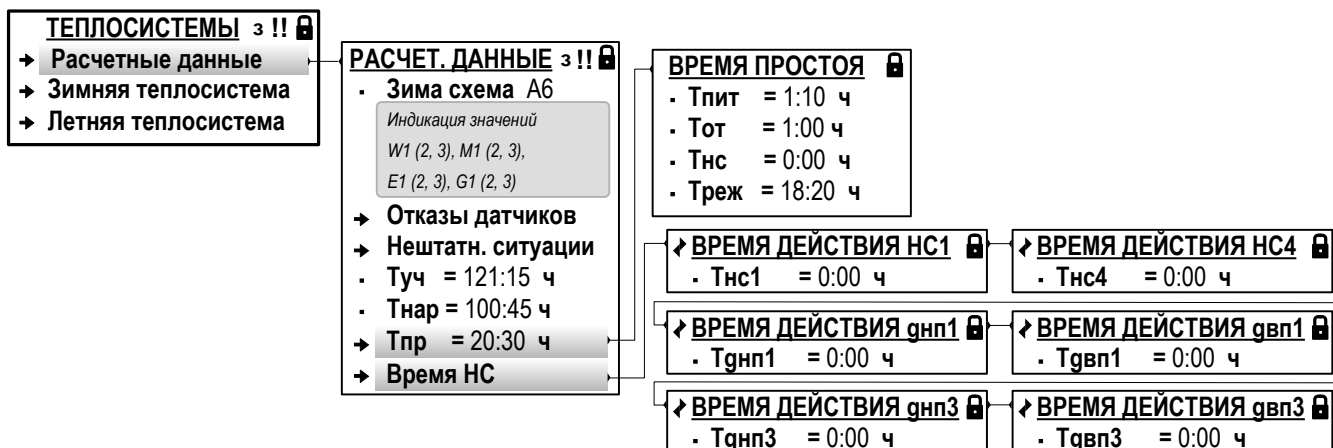 ТЕПЛОСИСТЕМЫ з !!
Расчетные данные
Зимняя теплосистема
Летняя теплосистема
РАСЧЕТ. ДАННЫЕ з !!
Зима схема А6
Индикация значений
W1 (2, 3), M1 (2, 3),
E1 (2, 3), G1 (2, 3)
Отказы датчиков
Нештатн. ситуации
Туч = 121:15 ч
Тнар = 100:45 ч
Тпр = 20:30 ч
Время НС
ВРЕМЯ ПРОСТОЯ
Тпит = 1:10 ч
Тот = 1:00 ч
Тнс = 0:00 ч
Треж = 18:20 ч
ВРЕМЯ ДЕЙСТВИЯ НС1
Тнс1 = 0:00 ч
ВРЕМЯ ДЕЙСТВИЯ НС4
Тнс4 = 0:00 ч
ВРЕМЯ ДЕЙСТВИЯ gнп1
Тgнп1 = 0:00 ч
ВРЕМЯ ДЕЙСТВИЯ gвп1
Тgвп1 = 0:00 ч
ВРЕМЯ ДЕЙСТВИЯ gнп3
Тgнп3 = 0:00 ч
ВРЕМЯ ДЕЙСТВИЯ gвп3
Тgвп3 = 0:00 ч